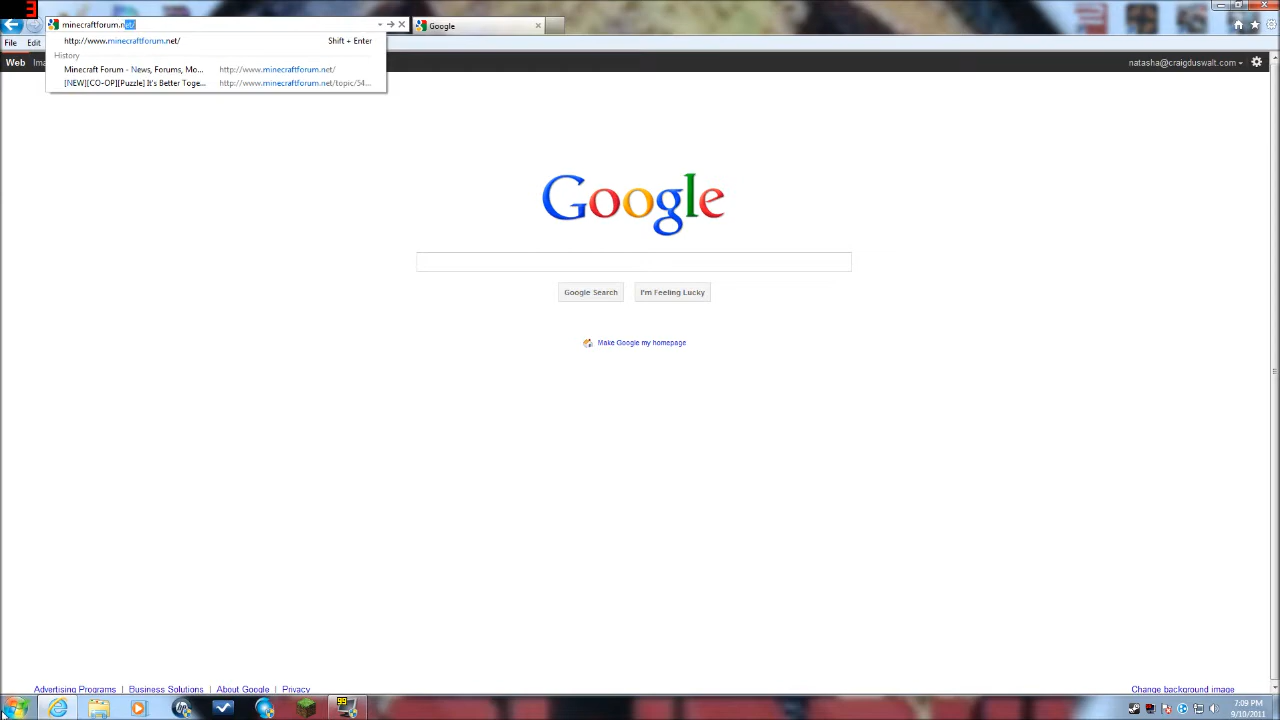 3
minecraftforum.net/
Google
http://www.minecraftforum.net/ Shift + Enter
File Edit
History
Web Ima
natasha@craigduswalt.com
Minecraft Forum - News, Forums, Mo... http://www.minecraftforum.net/
[NEW][CO-OP][Puzzle] It's Better Toge... http://www.minecraftforum.net/topic/54...
Google
Google Search I'm Feeling Lucky
Make Google my homepage
Advertising Programs | Business Solutions | About Google | Privacy Change background image
99
7:09 PM
9/10/2011